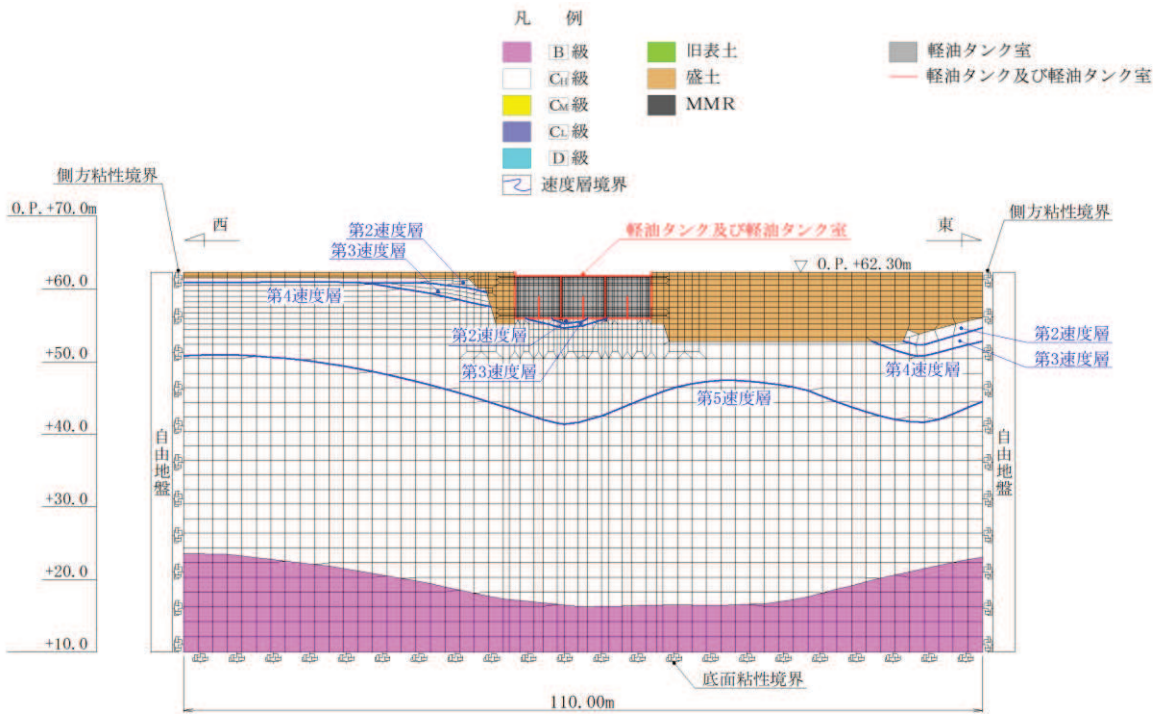 凡 例
B級
CH級
CM級
CL級
D級
速度層境界
旧表土
盛土
MMR
軽油タンク室
軽油タンク及び軽油タンク室
側方粘性境界
O.P.+70.0m
西
第2速度層
第3速度層
軽油タンク及び軽油タンク室
東
側方粘性境界
O.P.+62.30m
+60.0
第4速度層
第2速度層
第2速度層
+50.0
第3速度層
第4速度層
第3速度層
第5速度層
+40.0
自由地盤
自由地盤
+30.0
+20.0
+10.0
底面粘性境界
110.00m